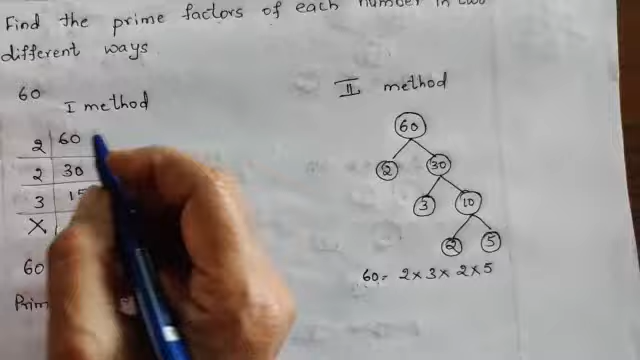 Find the prime factors of each number in two
different ways
60
I method
2 60
2 30
3 15
X
60
Prim
II method
60
2 30
3 10
2 5
60 = 2 × 3 × 2 × 5